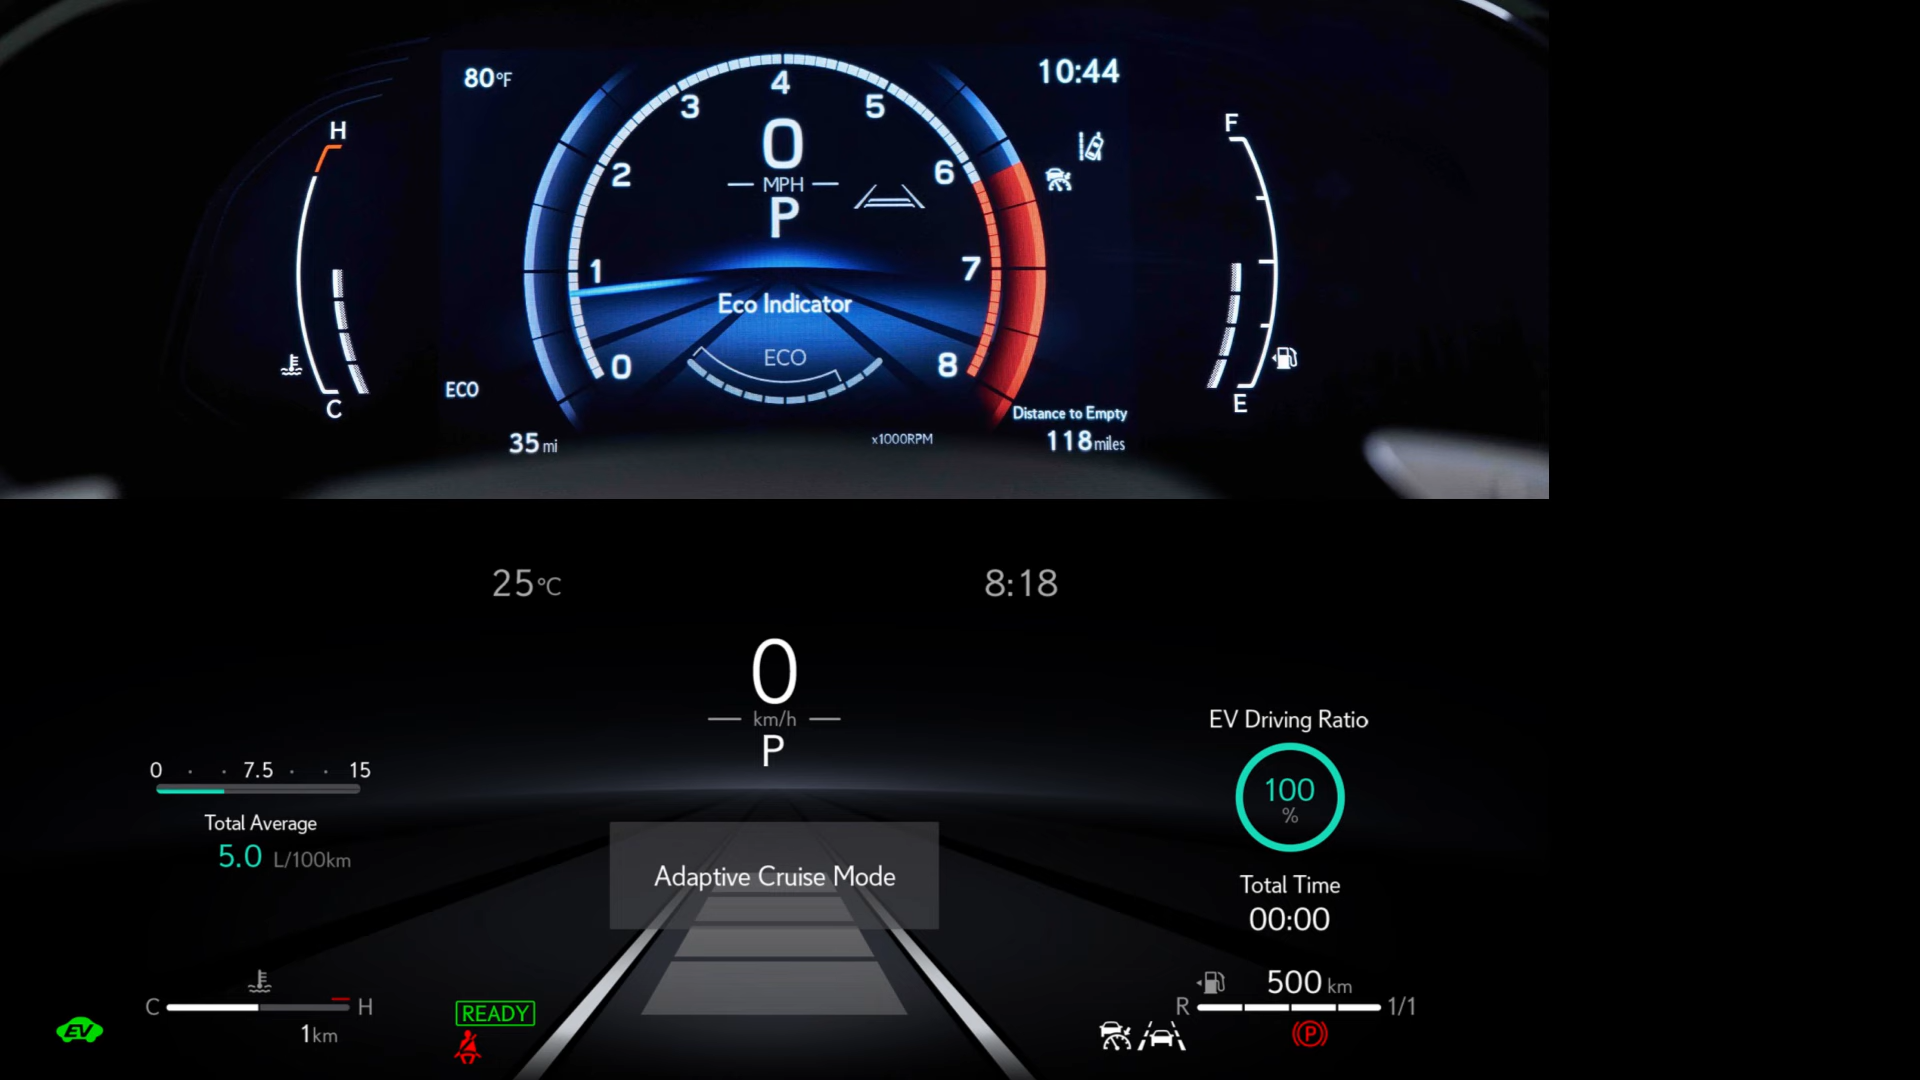 80°F
10:44
H
F
4
3
5
0
2
6
MPH
P
1
7
Eco Indicator
ECO
0
8
ECO
C
E
Distance to Empty
35 mi
x1000RPM
118 miles
25°C
8:18
0
km/h
P
EV Driving Ratio
0 · · 7.5 · · 15
100
%
Total Average
5.0 L/100km
Adaptive Cruise Mode
Total Time
00:00
500 km
C
H
R
1/1
READY
1 km
EV
P